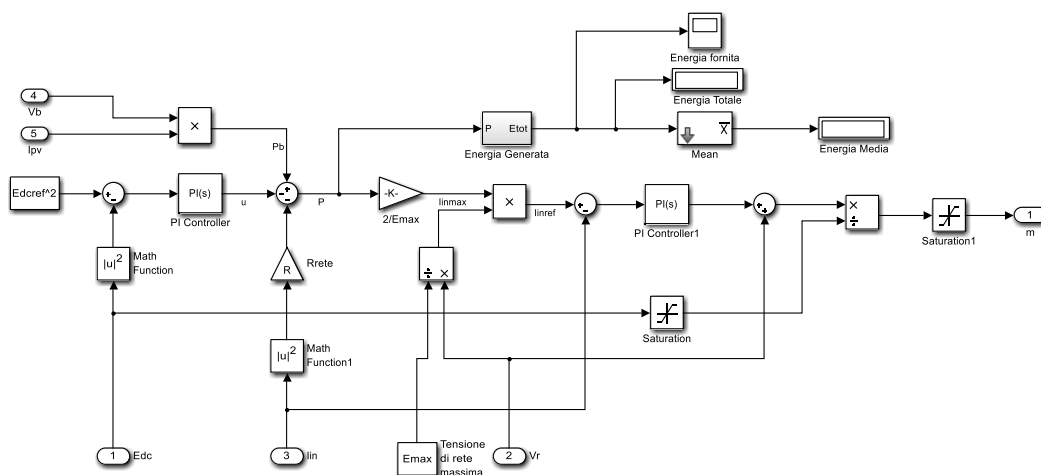 Energia fornita
4
Vb
Energia Totale
×
5
Ipv
Pb
P
Etot
Energia Generata
X
Mean
Energia Media
Edcref^2
PI(s)
PI Controller
u
P
-K-
2/Emax
Iinmax
×
Iinref
PI(s)
PI Controller1
×
÷
Saturation1
1
m
|u|²
Math
Function
R
Rrete
÷
×
Saturation
|u|²
Math
Function1
1
Edc
3
Iin
Emax
Tensione
di rete
massima
2
Vr